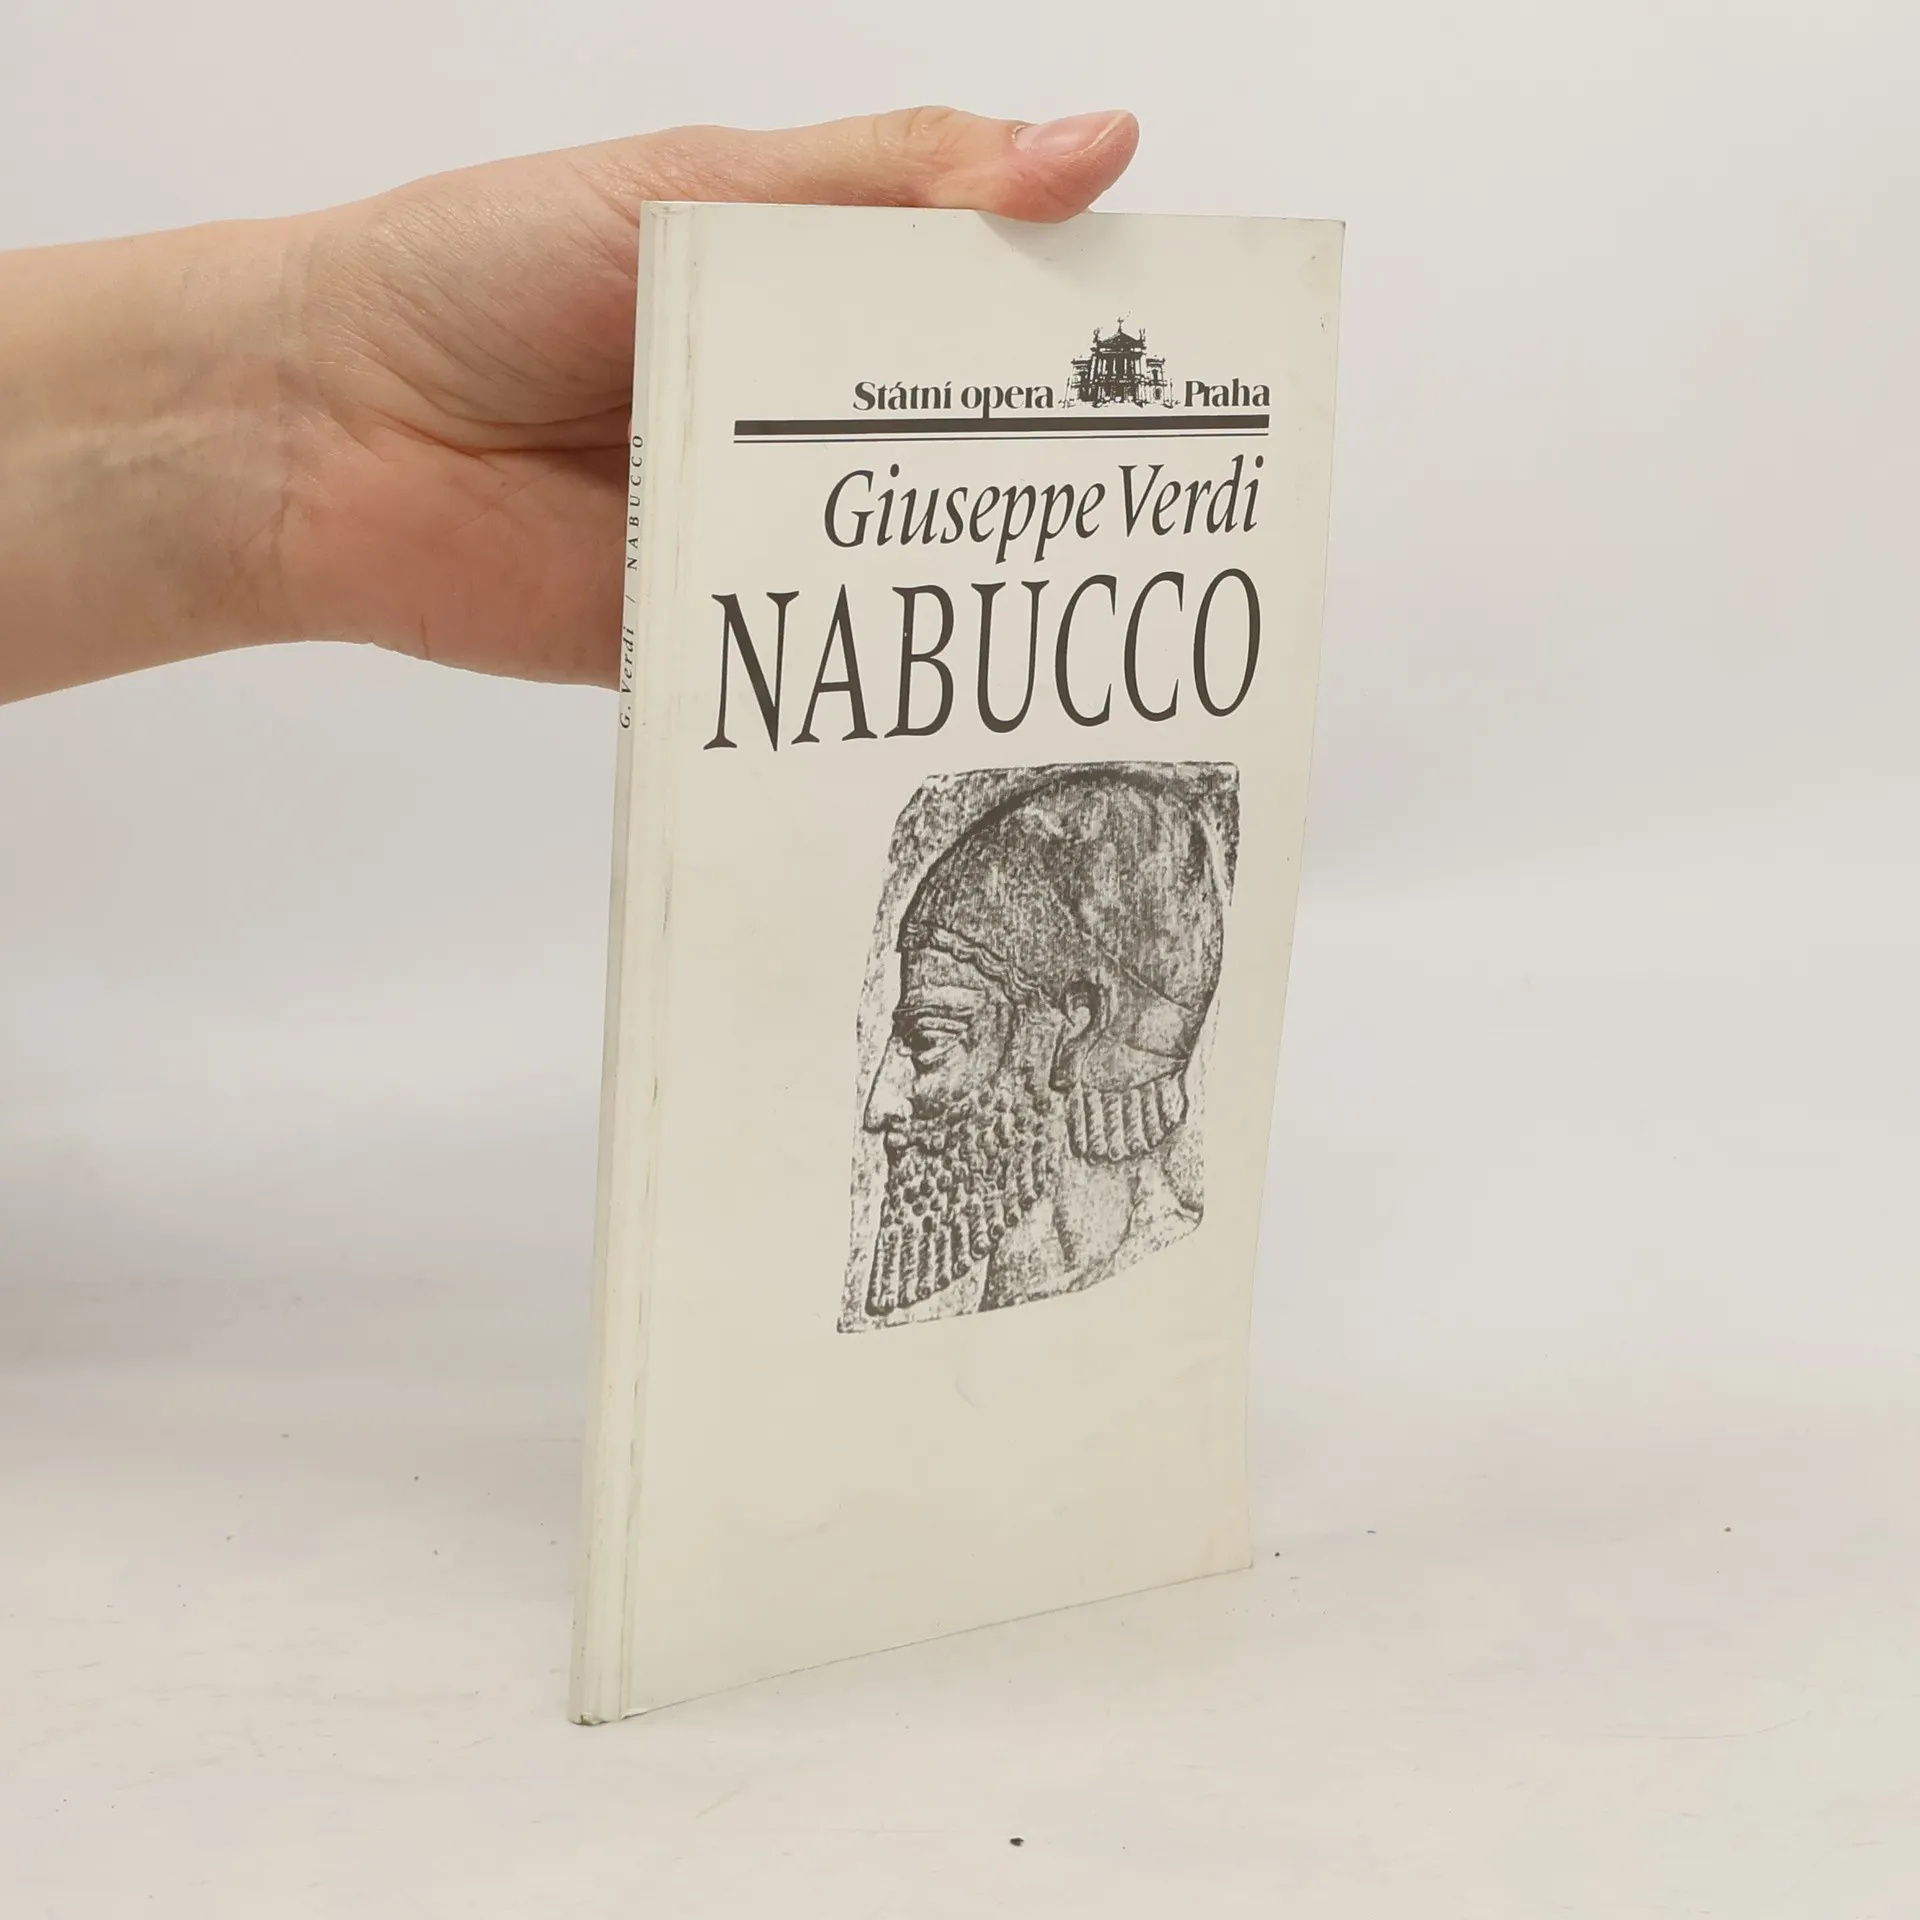 Státní opera Praha
Giuseppe Verdi
NABUCCO
G. Verdi / NABUCCO